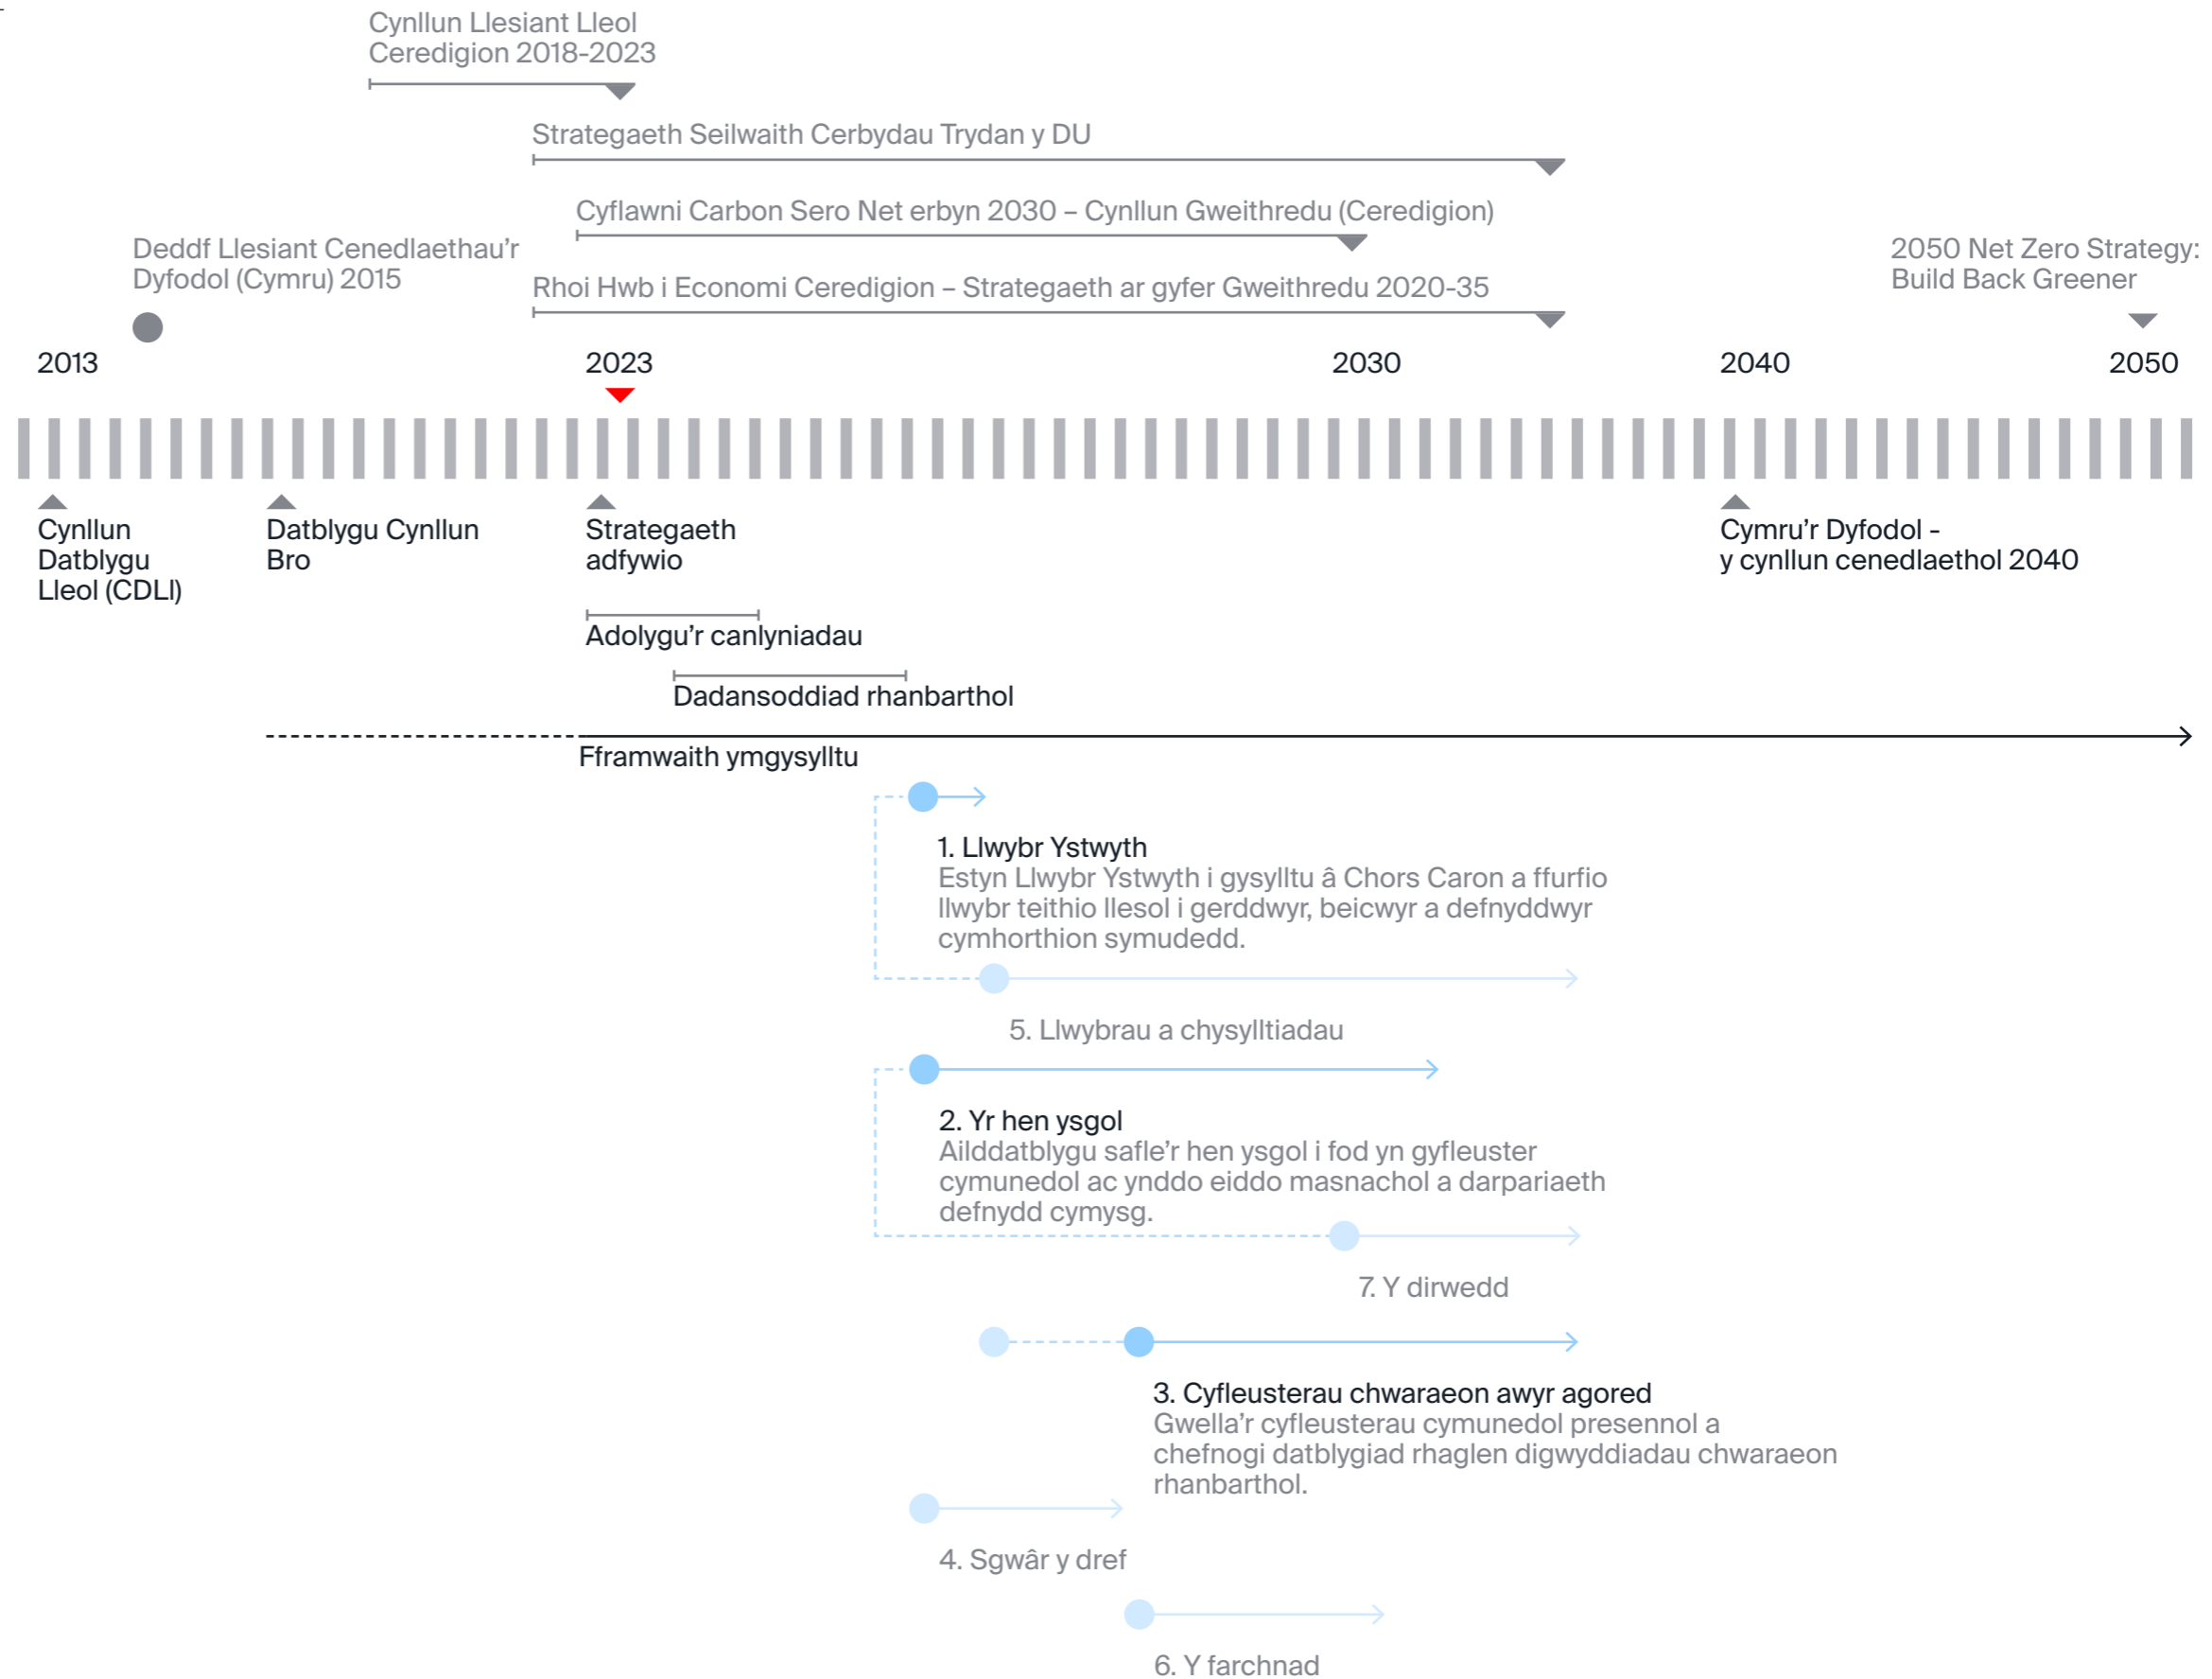 Cynllun Llesiant Lleol
Ceredigion 2018-2023
Strategaeth Seilwaith Cerbydau Trydan y DU
Cyflawni Carbon Sero Net erbyn 2030 – Cynllun Gweithredu (Ceredigion)
Deddf Llesiant Cenedlaethau’r
Dyfodol (Cymru) 2015
2050 Net Zero Strategy:
Build Back Greener
Rhoi Hwb i Economi Ceredigion – Strategaeth ar gyfer Gweithredu 2020-35
2013
2023
2030
2040
2050
Cynllun
Datblygu
Lleol (CDLl)
Datblygu Cynllun
Bro
Strategaeth
adfywio
Cymru’r Dyfodol -
y cynllun cenedlaethol 2040
Adolygu’r canlyniadau
Dadansoddiad rhanbarthol
Fframwaith ymgysylltu
1. Llwybr Ystwyth
Estyn Llwybr Ystwyth i gysylltu â Chors Caron a ffurfio
llwybr teithio llesol i gerddwyr, beicwyr a defnyddwyr
cymhorthion symudedd.
5. Llwybrau a chysylltiadau
2. Yr hen ysgol
Ailddatblygu safle’r hen ysgol i fod yn gyfleuster
cymunedol ac ynddo eiddo masnachol a darpariaeth
defnydd cymysg.
7. Y dirwedd
3. Cyfleusterau chwaraeon awyr agored
Gwella’r cyfleusterau cymunedol presennol a
chefnogi datblygiad rhaglen digwyddiadau chwaraeon
rhanbarthol.
4. Sgwâr y dref
6. Y farchnad